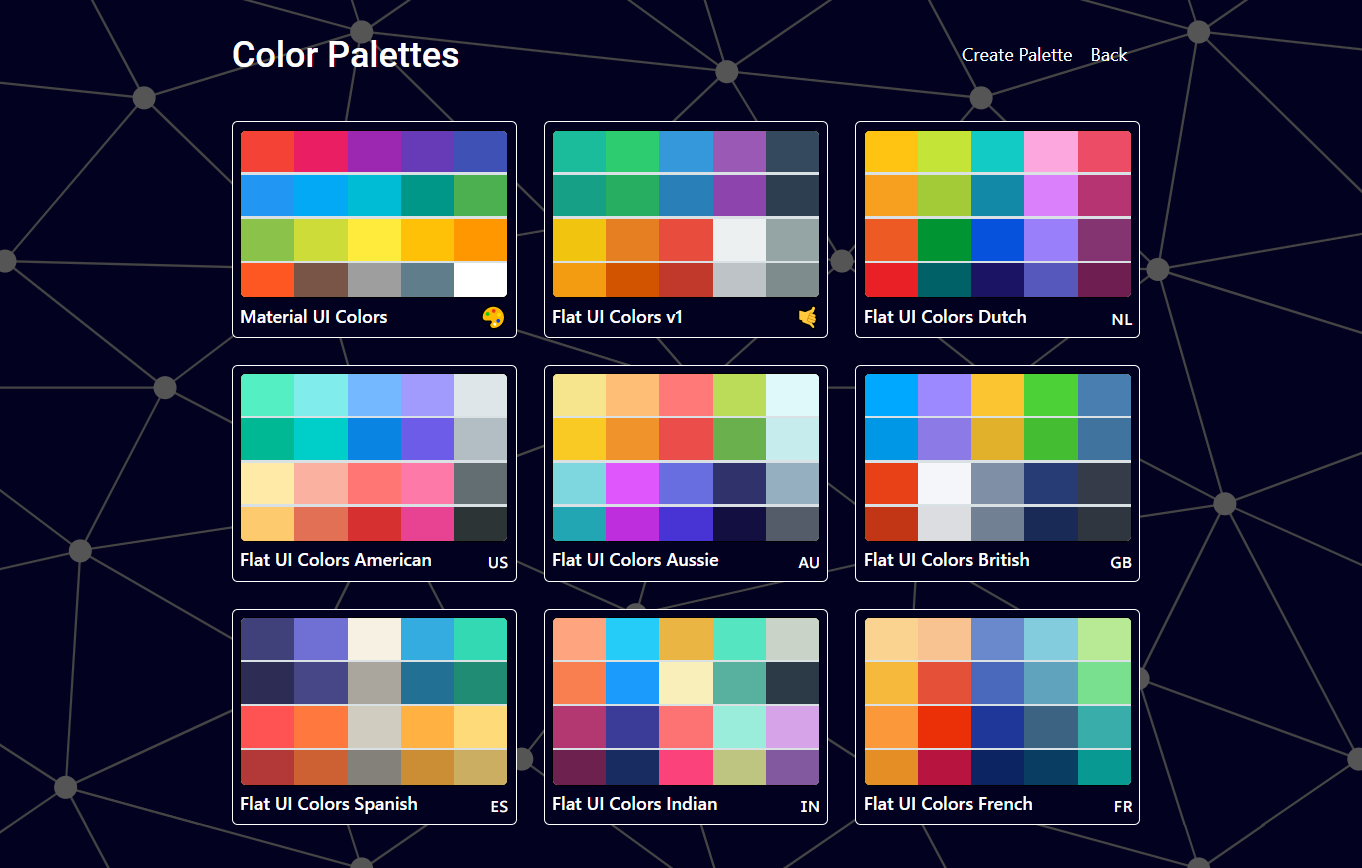 Color Palettes
Create Palette Back
Material UI Colors
Flat UI Colors v1
Flat UI Colors Dutch NL
Flat UI Colors American US
Flat UI Colors Aussie AU
Flat UI Colors British GB
Flat UI Colors Spanish ES
Flat UI Colors Indian IN
Flat UI Colors French FR